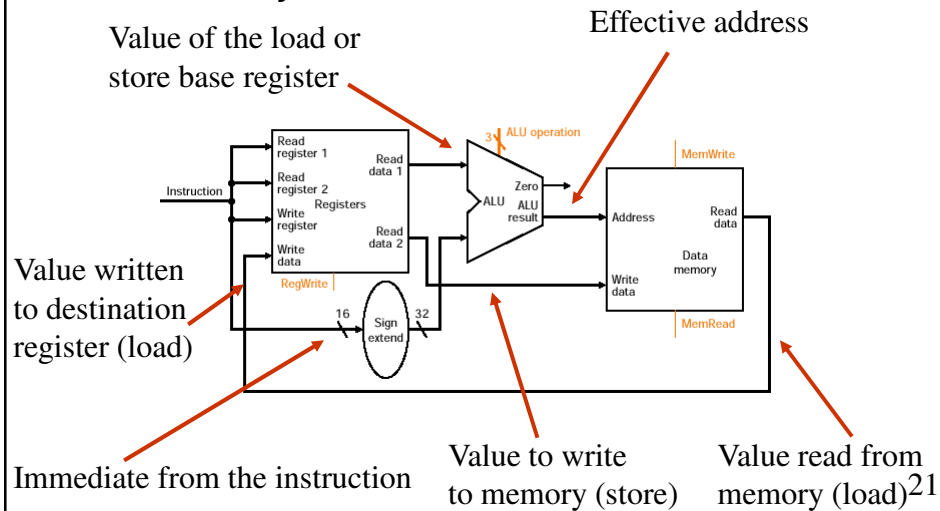 Value of the load or
store base register
Effective address
3
ALU operation
MemWrite
Read
register 1
Read
data 1
Read
register 2
Registers
Instruction
Write
register
Read
data 2
Write
data
RegWrite
Zero
ALU
ALU
result
Address
Read
data
Data
memory
Write
data
MemRead
16
Sign
extend
32
Value written
to destination
register (load)
Immediate from the instruction
Value to write
to memory (store)
Value read from
memory (load)
21